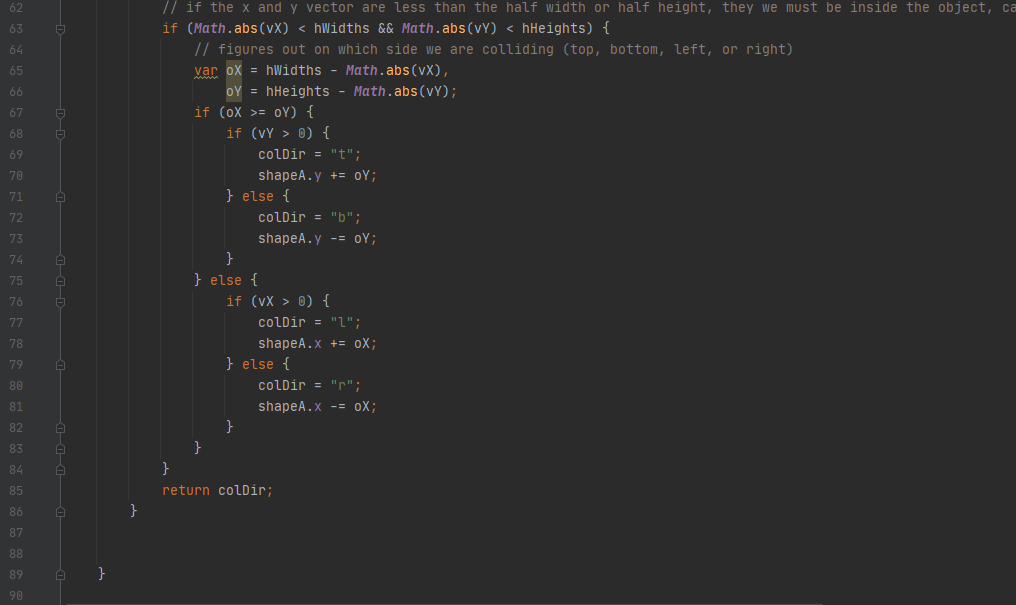 62 // if the x and y vector are less than the half width or half height, they we must be inside the object, ca
63 if (Math.abs(vX) < hWidths && Math.abs(vY) < hHeights) {
64 // figures out on which side we are colliding (top, bottom, left, or right)
65 var oX = hWidths - Math.abs(vX),
66 oY = hHeights - Math.abs(vY);
67 if (oX >= oY) {
68 if (vY > 0) {
69 colDir = "t";
70 shapeA.y += oY;
71 } else {
72 colDir = "b";
73 shapeA.y -= oY;
74 }
75 } else {
76 if (vX > 0) {
77 colDir = "l";
78 shapeA.x += oX;
79 } else {
80 colDir = "r";
81 shapeA.x -= oX;
82 }
83 }
84 }
85 return colDir;
86 }
87
88
89 }
90